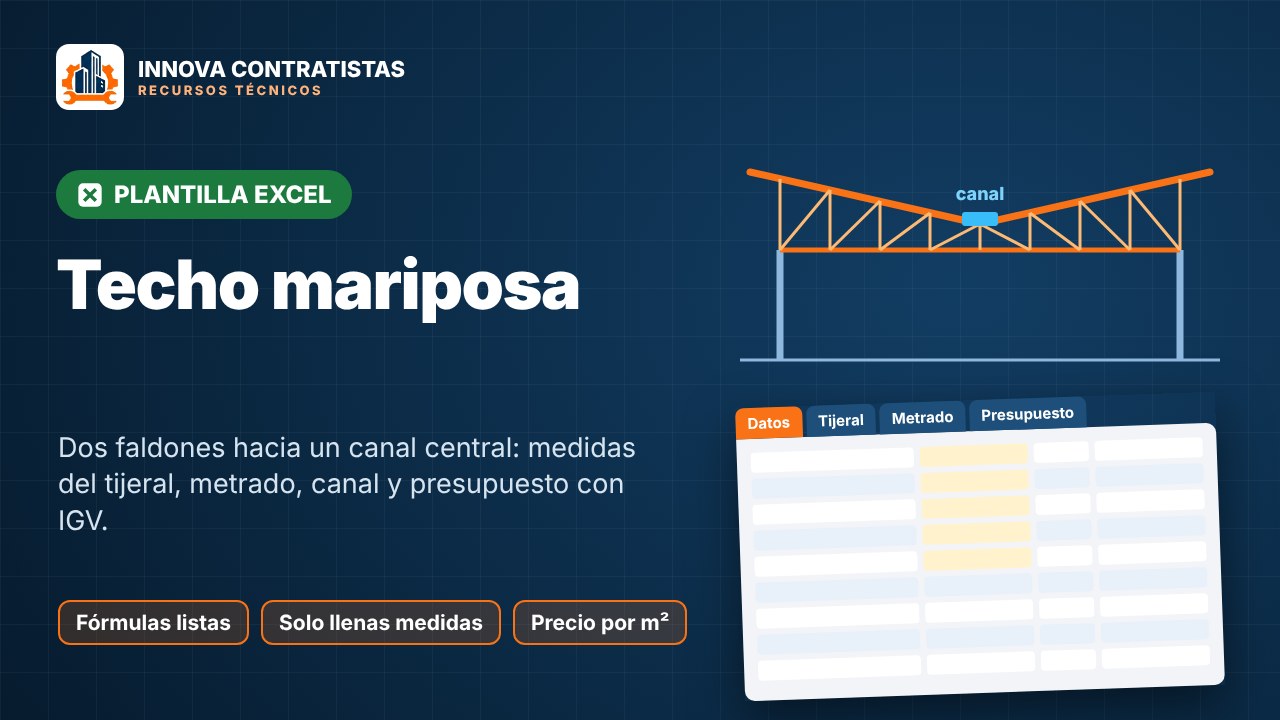 INNOVA CONTRATISTAS
RECURSOS TÉCNICOS
PLANTILLA EXCEL
Techo mariposa
Dos faldones hacia un canal central: medidas
del tijeral, metrado, canal y presupuesto con
IGV.
Fórmulas listas
Solo llenas medidas
Precio por m²
canal
Datos
Tijeral
Metrado
Presupuesto